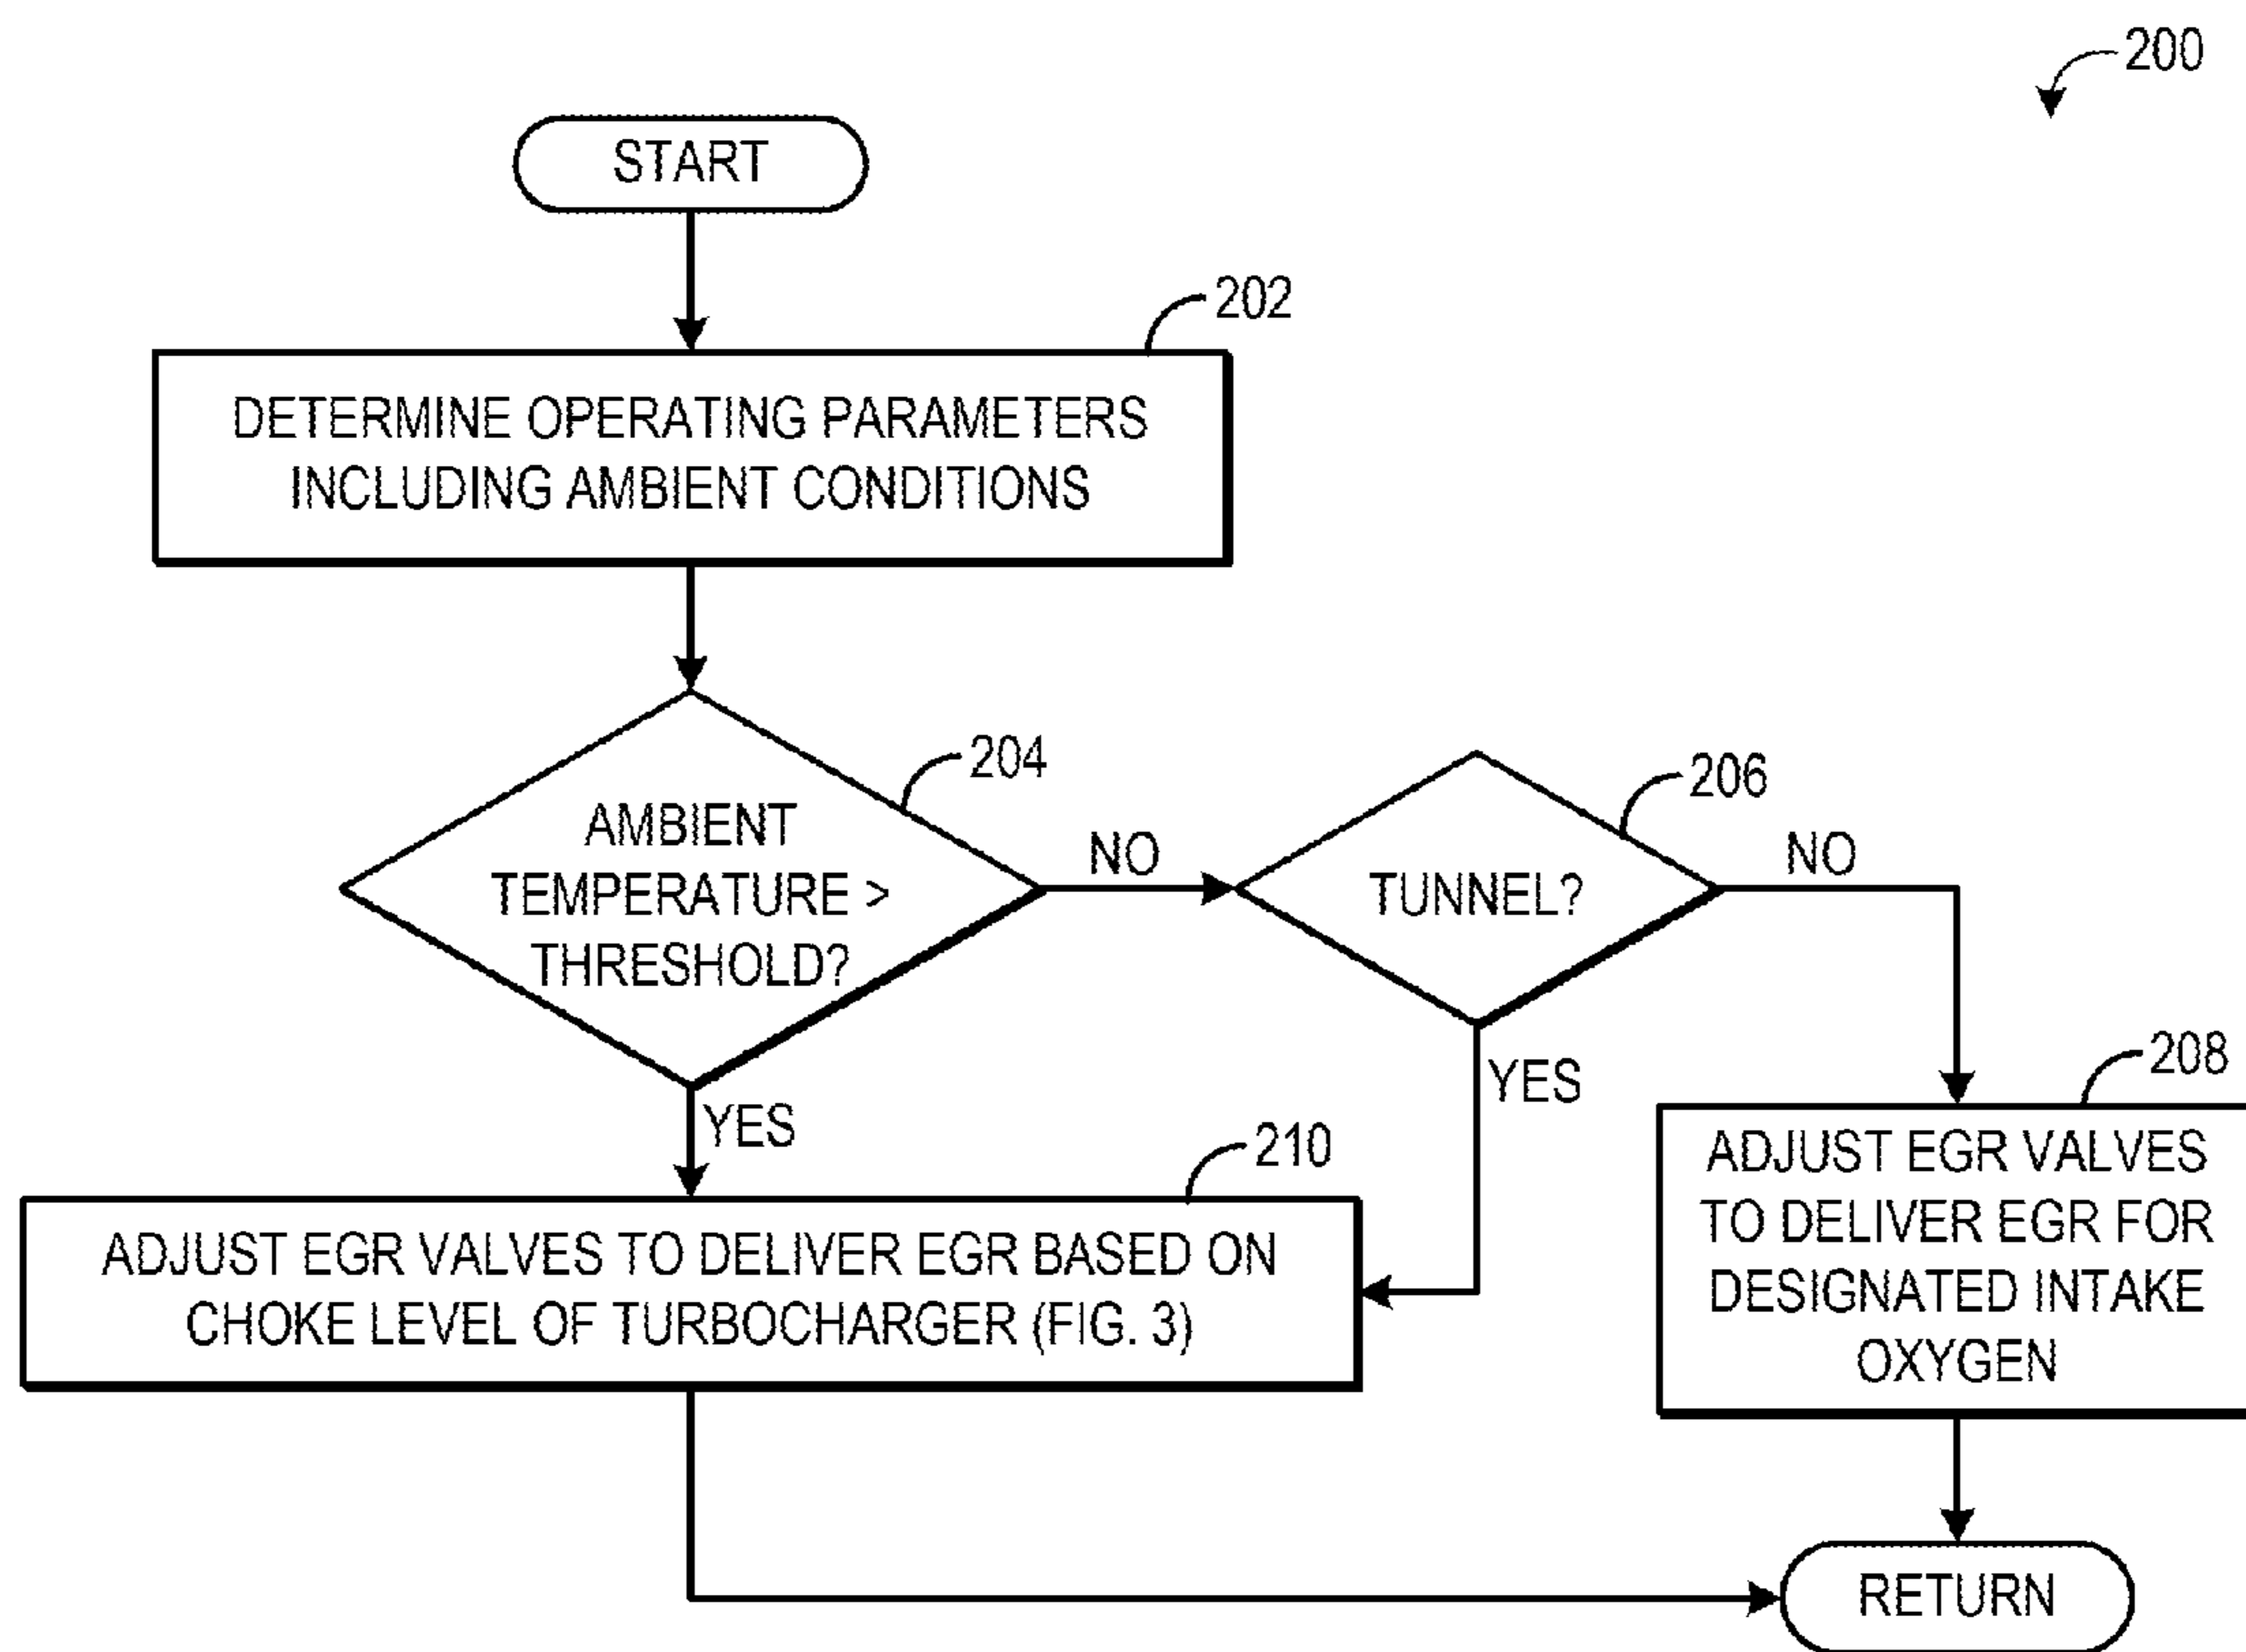 200
START
202
DETERMINE OPERATING PARAMETERS
INCLUDING AMBIENT CONDITIONS
204
AMBIENT
TEMPERATURE >
THRESHOLD?
NO
206
TUNNEL?
NO
YES
YES
208
ADJUST EGR VALVES
TO DELIVER EGR FOR
DESIGNATED INTAKE
OXYGEN
210
ADJUST EGR VALVES TO DELIVER EGR BASED ON
CHOKE LEVEL OF TURBOCHARGER (FIG. 3)
RETURN